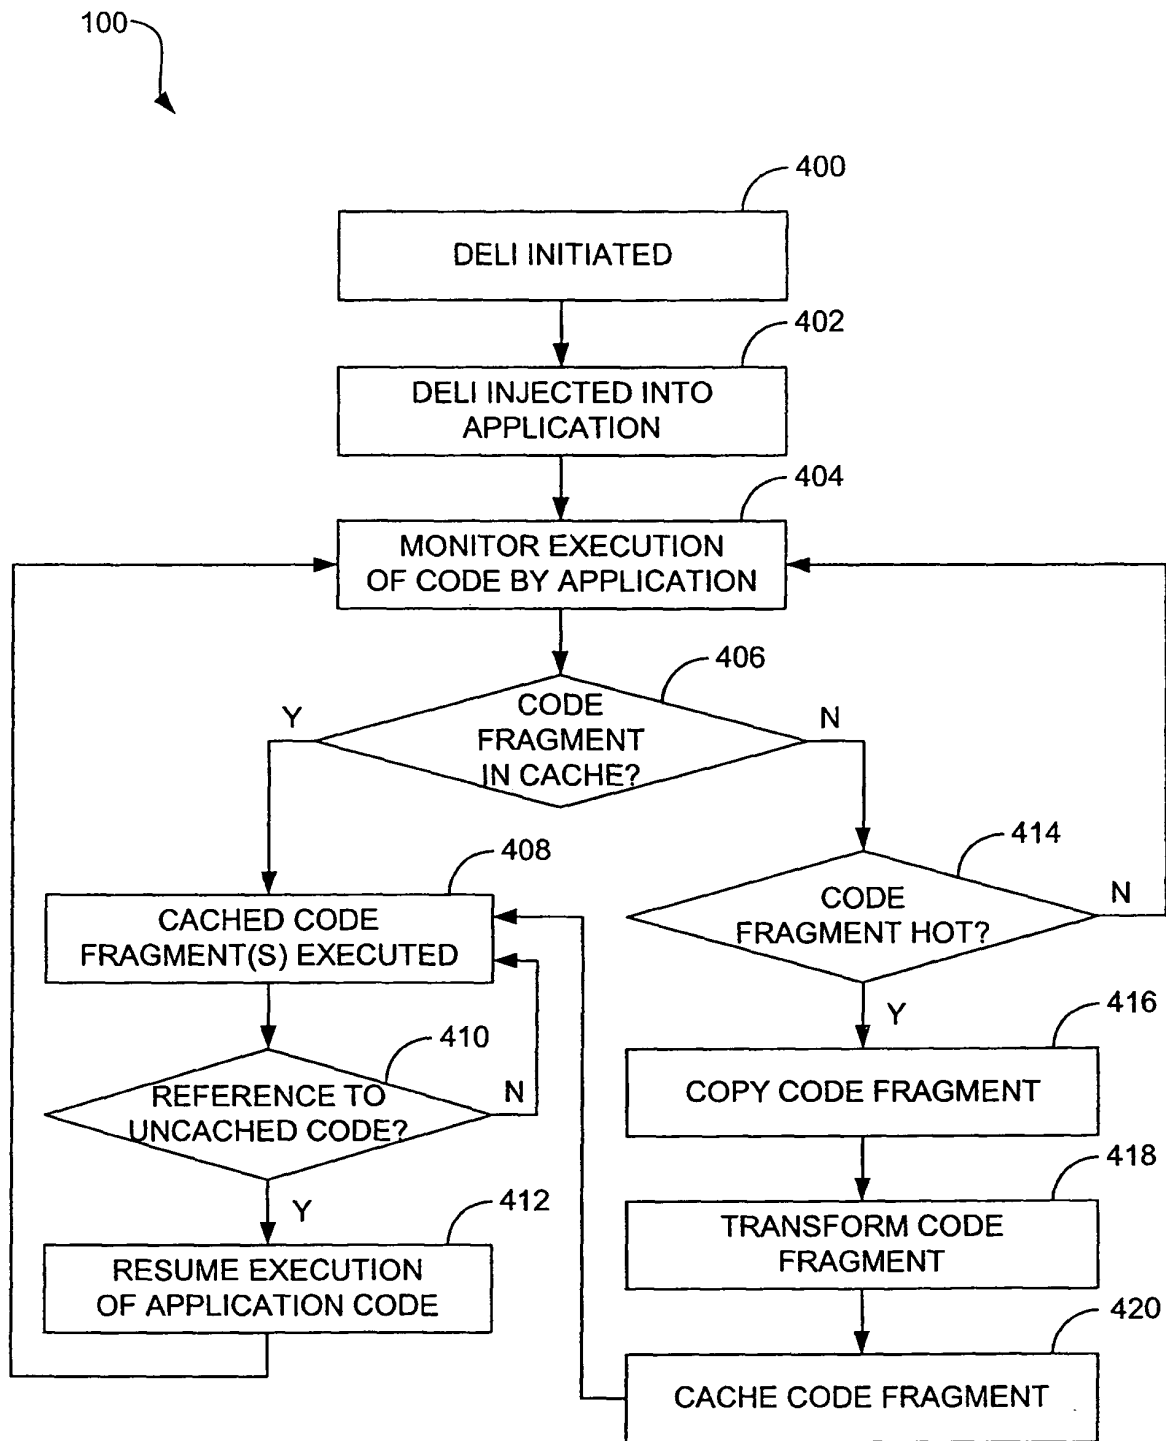 100
400
DELI INITIATED
402
DELI INJECTED INTO
APPLICATION
404
MONITOR EXECUTION
OF CODE BY APPLICATION
406
Y
CODE
FRAGMENT
IN CACHE?
N
408
CACHED CODE
FRAGMENT(S) EXECUTED
414
CODE
FRAGMENT HOT?
N
Y
410
REFERENCE TO
UNCACHED CODE?
N
Y
416
COPY CODE FRAGMENT
412
RESUME EXECUTION
OF APPLICATION CODE
418
TRANSFORM CODE
FRAGMENT
420
CACHE CODE FRAGMENT